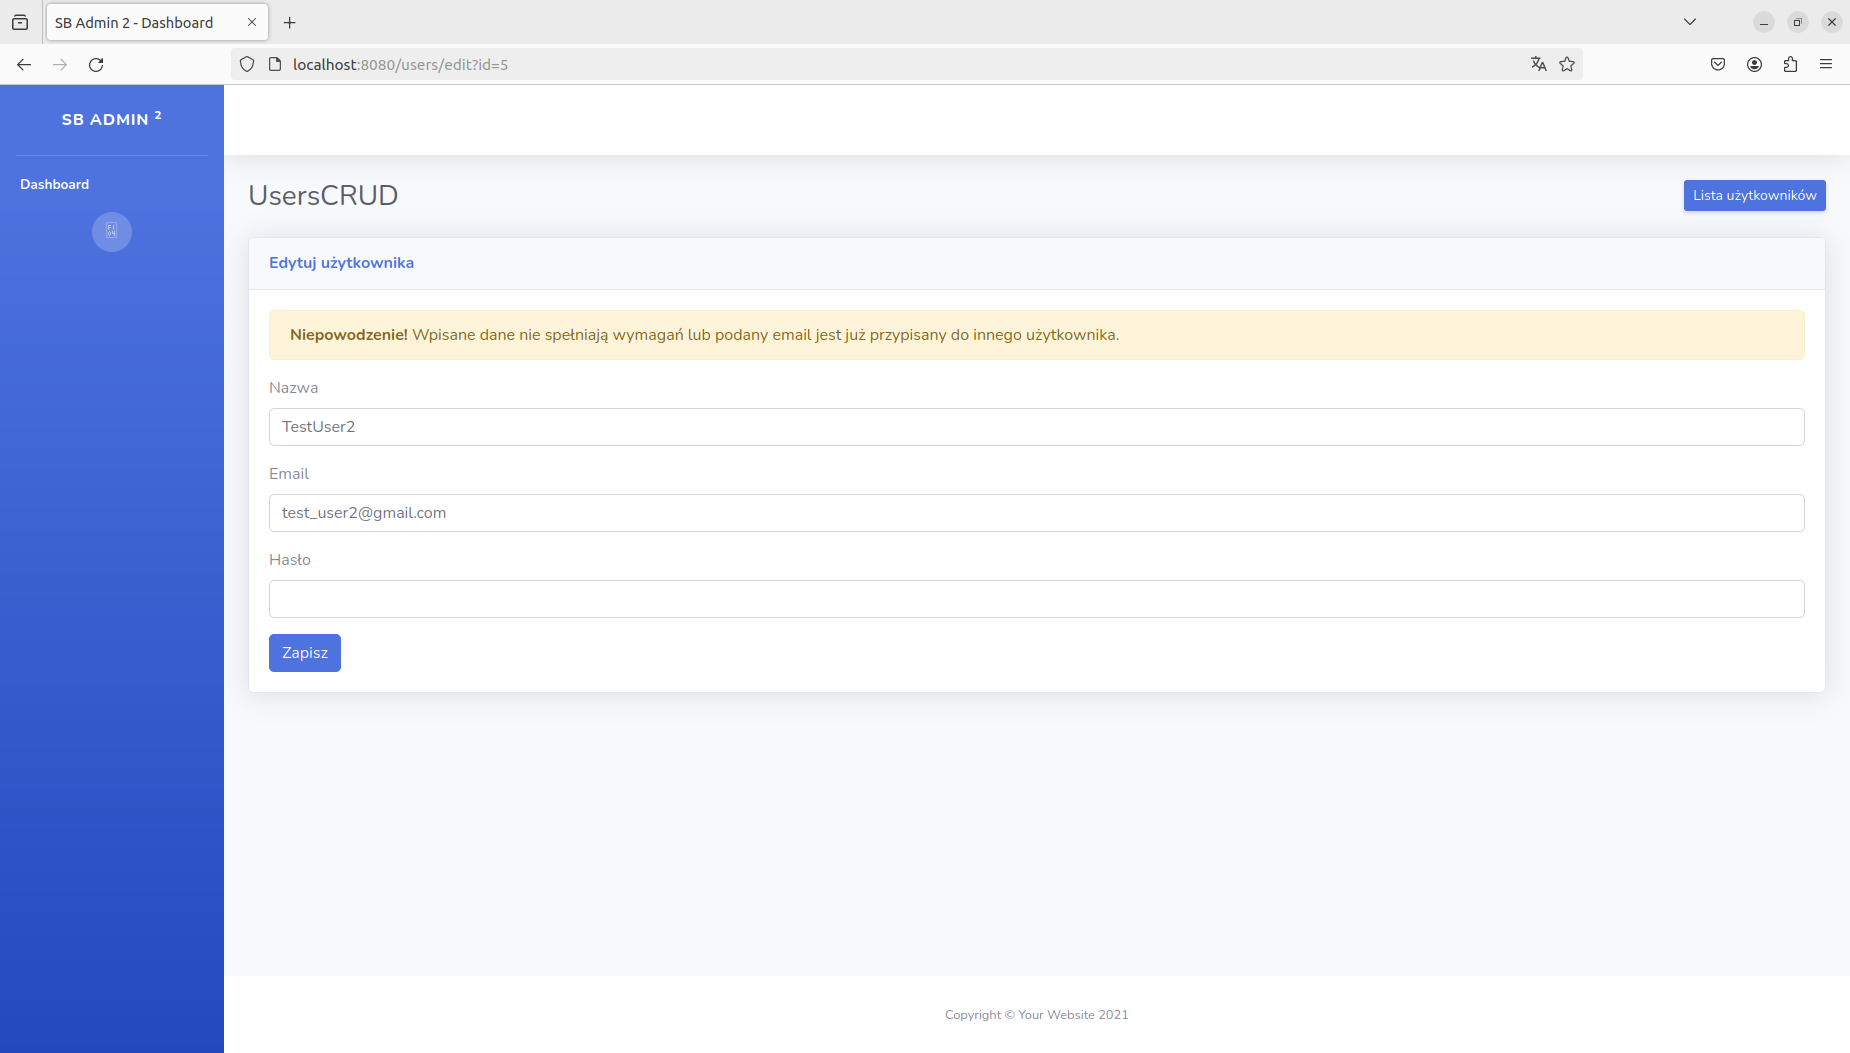 SB Admin 2 - Dashboard
localhost:8080/users/edit?id=5
SB ADMIN 2
Dashboard
UsersCRUD
Lista użytkowników
Edytuj użytkownika
Niepowodzenie! Wpisane dane nie spełniają wymagań lub podany email jest już przypisany do innego użytkownika.
Nazwa
TestUser2
Email
test_user2@gmail.com
Hasło
Zapisz
Copyright © Your Website 2021